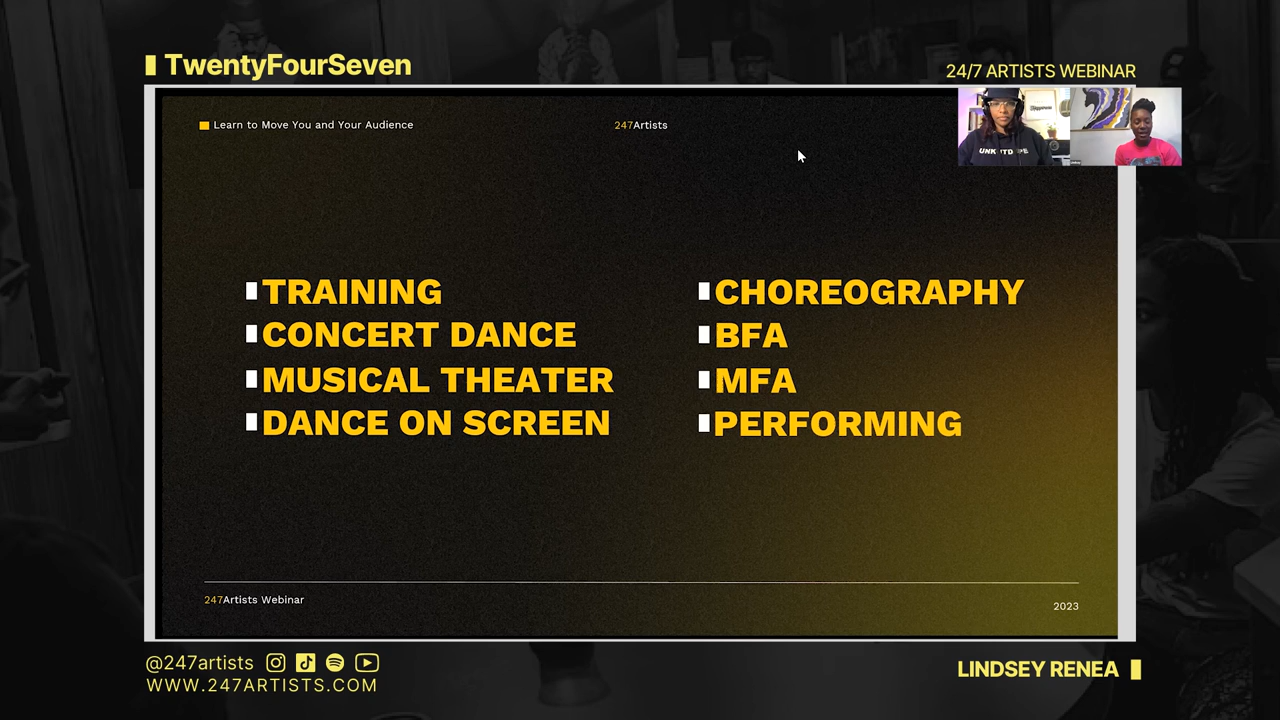 TwentyFourSeven
24/7 ARTISTS WEBINAR
Learn to Move You and Your Audience
247Artists
TRAINING
CONCERT DANCE
MUSICAL THEATER
DANCE ON SCREEN
CHOREOGRAPHY
BFA
MFA
PERFORMING
247Artists Webinar
2023
@247artists
WWW.247ARTISTS.COM
LINDSEY RENEA